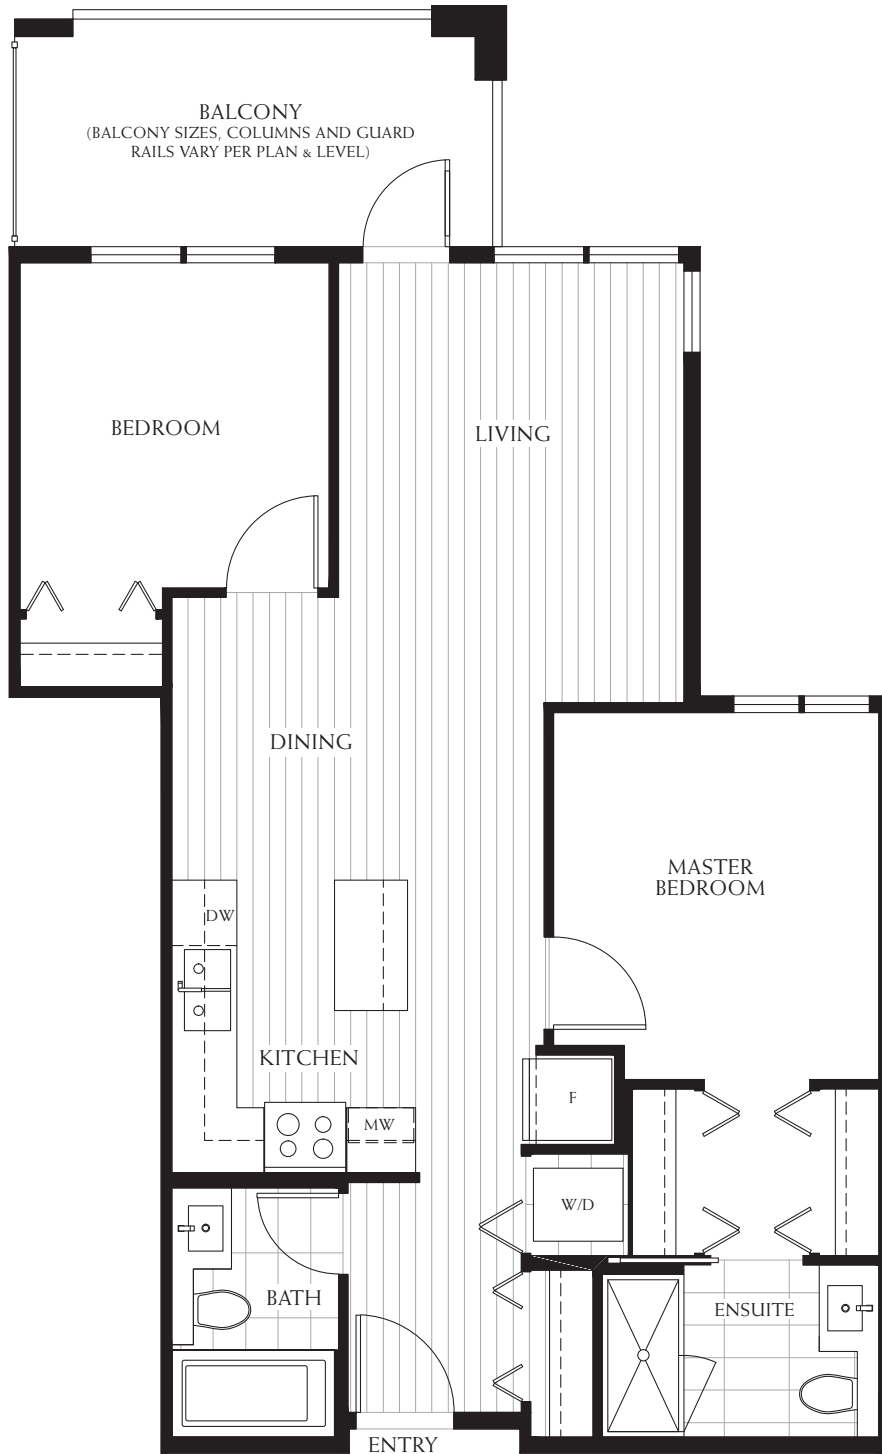 BALCONY
(BALCONY SIZES, COLUMNS AND GUARD
RAILS VARY PER PLAN & LEVEL)
BEDROOM
LIVING
DINING
MASTER
BEDROOM
DW
KITCHEN
F
MW
W/D
BATH
ENSUITE
ENTRY